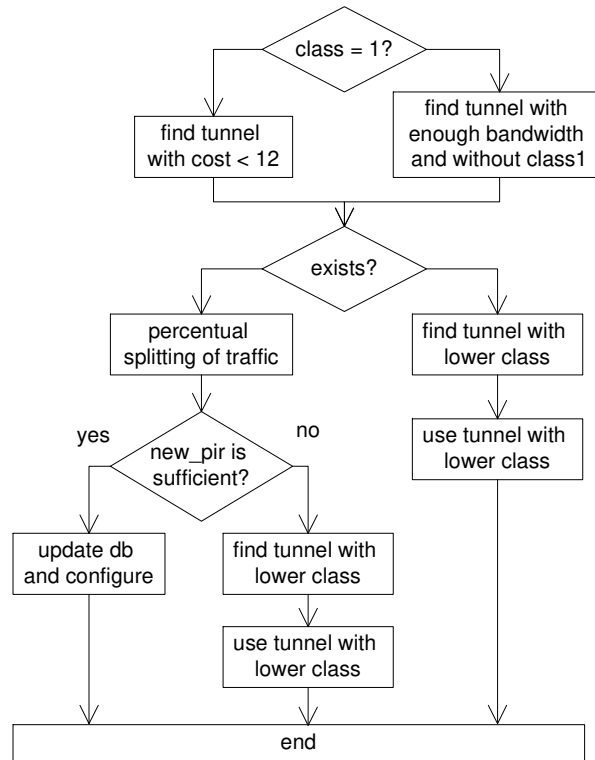 class = 1?
find tunnel
with cost < 12
find tunnel with
enough bandwidth
and without class1
exists?
percentual
splitting of traffic
find tunnel with
lower class
use tunnel with
lower class
yes
no
new_pir is
sufficient?
update db
and configure
find tunnel with
lower class
use tunnel with
lower class
end